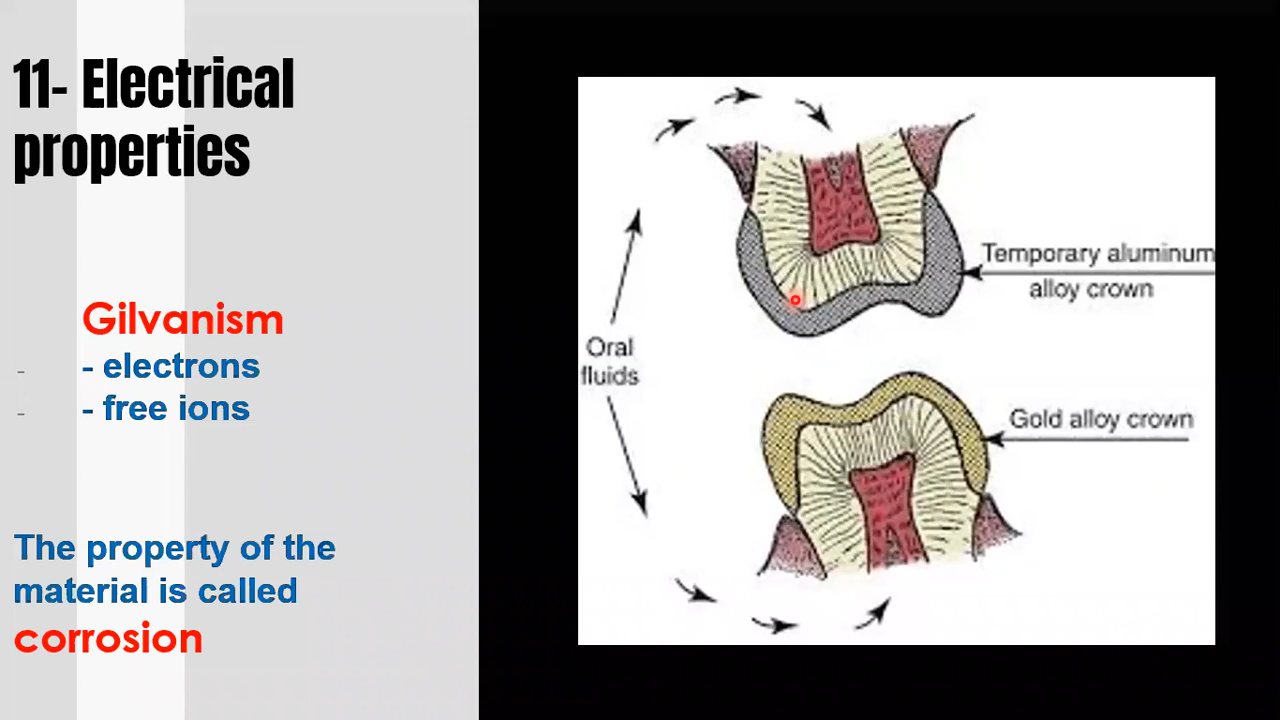 11- Electrical
properties
Gilvanism
- - electrons
- - free ions
The property of the
material is called
corrosion
Temporary aluminum
alloy crown
Oral
fluids
Gold alloy crown